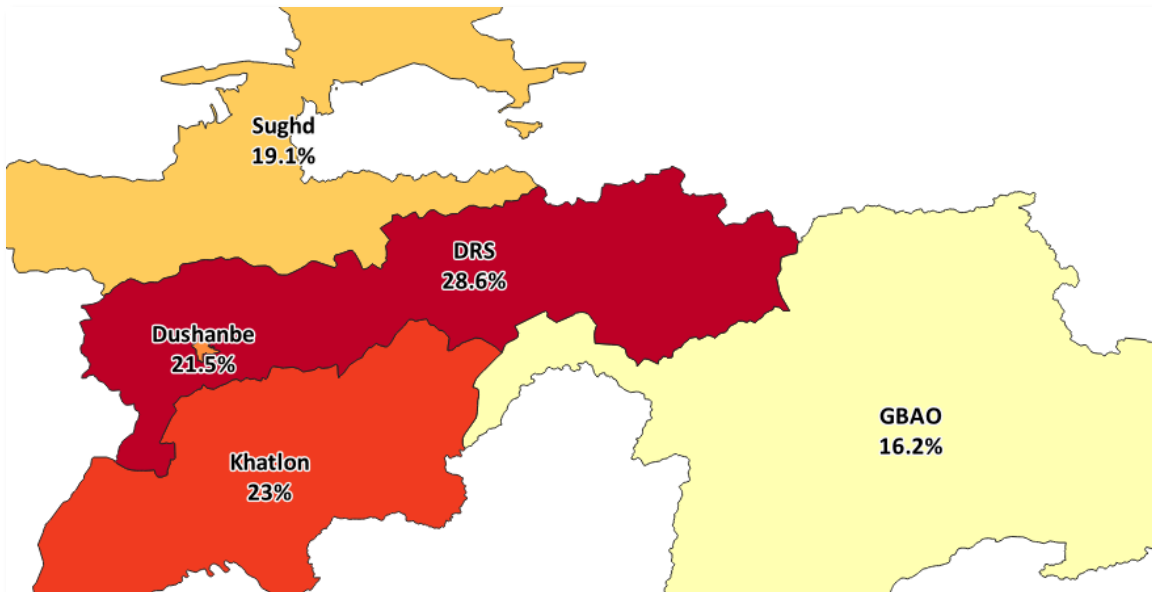 Sughd
19.1%
DRS
28.6%
Dushanbe
21.5%
GBAO
16.2%
Khatlon
23%